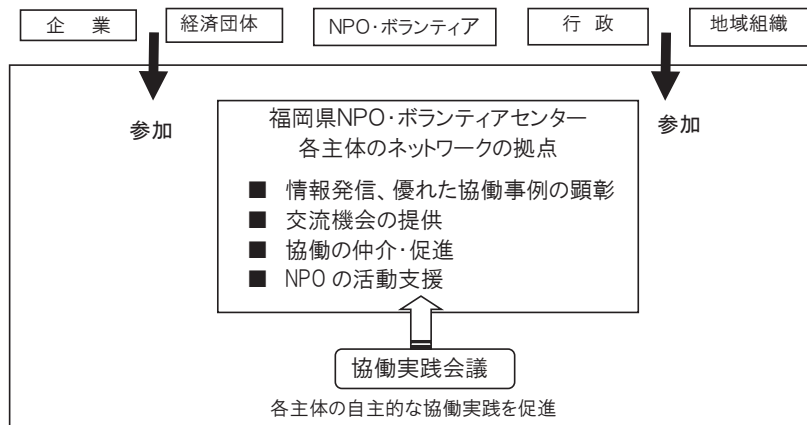 企　業
経済団体
NPO・ボランティア
行 政
地域組織
参加
参加
福岡県NPO・ボランティアセンター
各主体のネットワークの拠点
■ 情報発信、優れた協働事例の顕彰
■ 交流機会の提供
■ 協働の仲介・促進
■ NPO の活動支援
協働実践会議
各主体の自主的な協働実践を促進